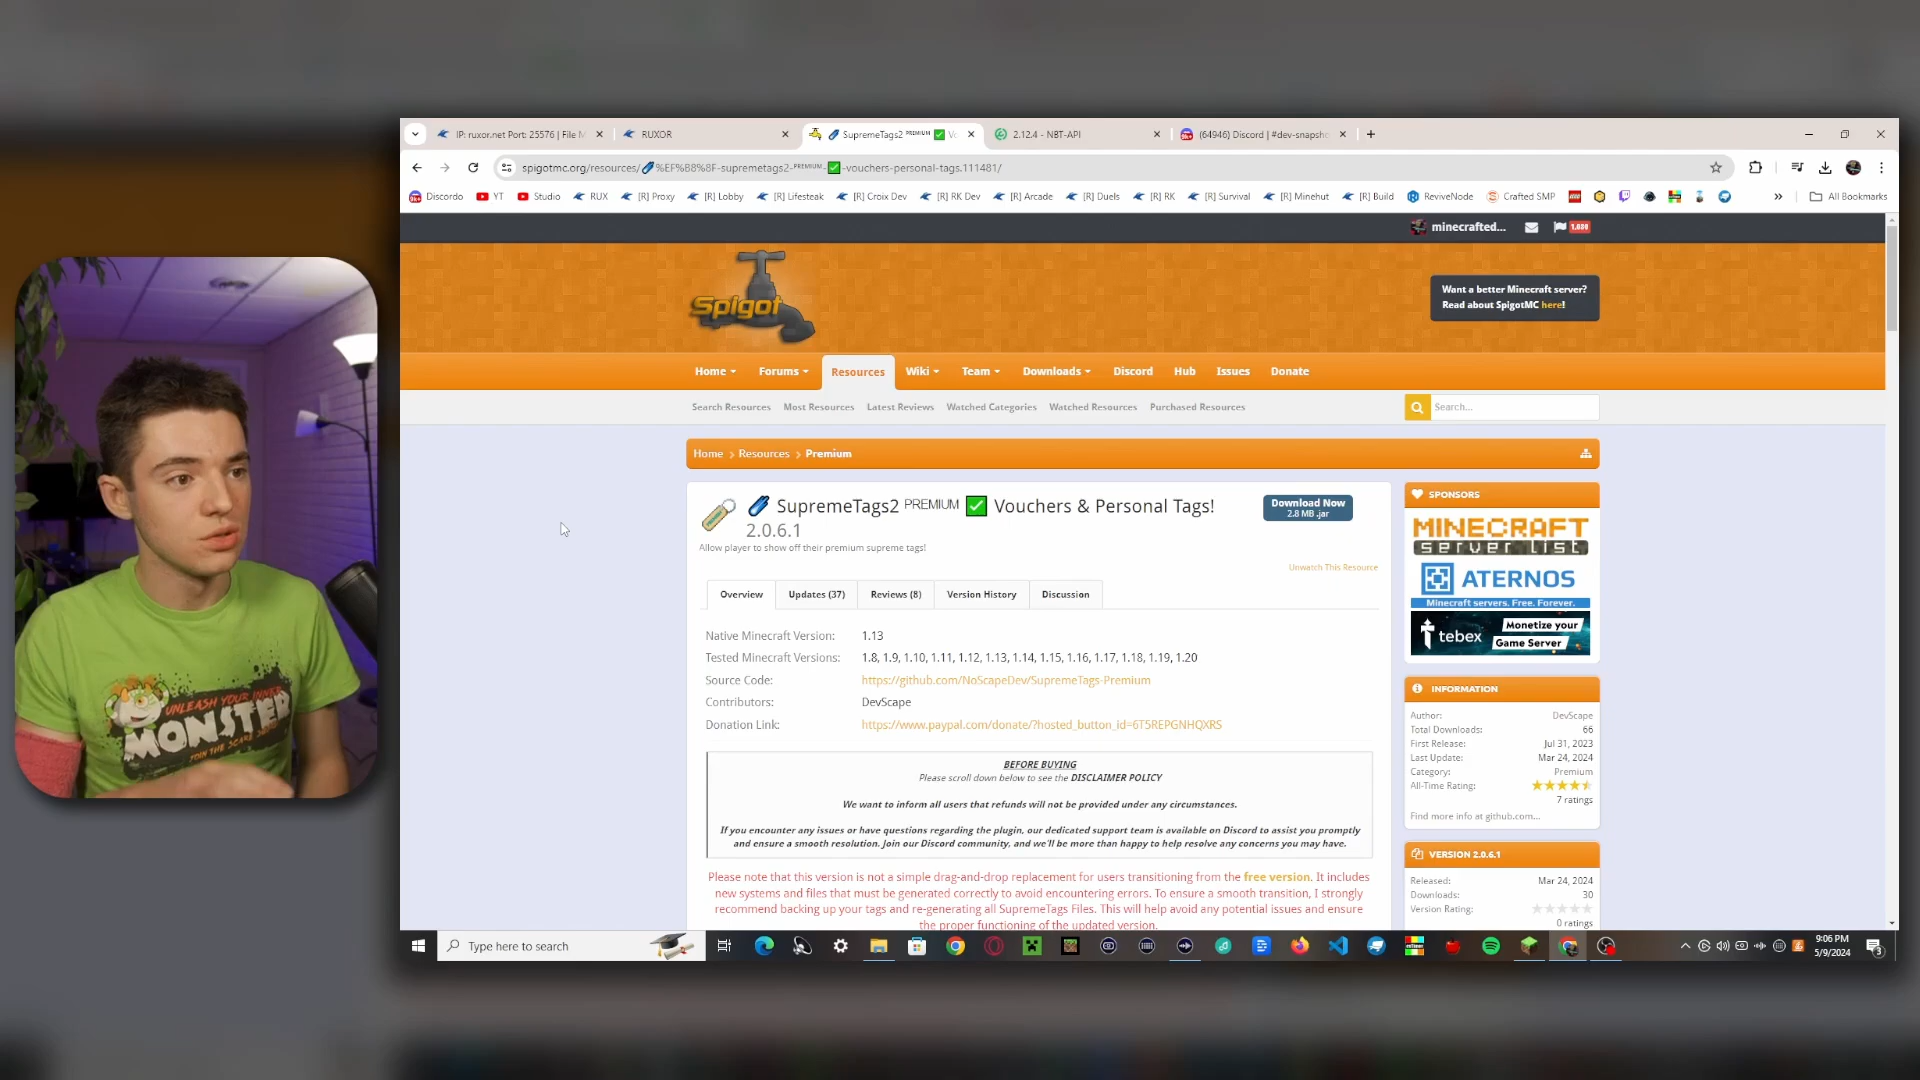 IP: ruxor.net Port: 25576 | File M
RUXOR
SupremeTags2 ᴾᴿᴱᴹᴵᵁᴹ ✅ Vo
2.12.4 - NBT-API
(64946) Discord | #dev-snapsho
spigotmc.org/resources/%EF%B8%8F-supremetags2-ᴾᴿᴱᴹᴵᵁᴹ-✅-vouchers-personal-tags.111481/
Discordo
YT
Studio
RUX
[R] Proxy
[R] Lobby
[R] Lifesteak
[R] Croix Dev
[R] RK Dev
[R] Arcade
[R] Duels
[R] RK
[R] Survival
[R] Minehut
[R] Build
ReviveNode
Crafted SMP
»
All Bookmarks
minecrafted...
Spigot
Want a better Minecraft server?
Read about SpigotMC here!
Home
Forums
Resources
Wiki
Team
Downloads
Discord
Hub
Issues
Donate
Search Resources
Most Resources
Latest Reviews
Watched Categories
Watched Resources
Purchased Resources
Search...
Home > Resources > Premium
SupremeTags2 ᴾᴿᴱᴹᴵᵁᴹ ✅ Vouchers & Personal Tags!
2.0.6.1
Allow player to show off their premium supreme tags!
Download Now
2.8 MB .jar
Unwatch This Resource
Overview
Updates (37)
Reviews (8)
Version History
Discussion
Native Minecraft Version: 1.13
Tested Minecraft Versions: 1.8, 1.9, 1.10, 1.11, 1.12, 1.13, 1.14, 1.15, 1.16, 1.17, 1.18, 1.19, 1.20
Source Code: https://github.com/NoScapeDev/SupremeTags-Premium
Contributors: DevScape
Donation Link: https://www.paypal.com/donate/?hosted_button_id=6T5REPGNHQXRS
BEFORE BUYING
Please scroll down below to see the DISCLAIMER POLICY
We want to inform all users that refunds will not be provided under any circumstances.
If you encounter any issues or have questions regarding the plugin, our dedicated support team is available on Discord to assist you promptly
and ensure a smooth resolution. Join our Discord community, and we'll be more than happy to help resolve any concerns you may have.
Please note that this version is not a simple drag-and-drop replacement for users transitioning from the free version. It includes
new systems and files that must be generated correctly to avoid encountering errors. To ensure a smooth transition, I strongly
recommend backing up your tags and re-generating all SupremeTags Files. This will help avoid any potential issues and ensure
the proper functioning of the updated version.
SPONSORS
MINECRAFT
server list
ATERNOS
Minecraft servers. Free. Forever.
tebex
Monetize your
Game Server
INFORMATION
Author: DevScape
Total Downloads: 66
First Release: Jul 31, 2023
Last Update: Mar 24, 2024
Category: Premium
All-Time Rating:
7 ratings
Find more info at github.com...
VERSION 2.0.6.1
Released: Mar 24, 2024
Downloads: 30
Version Rating:
0 ratings
UNLEASH YOUR INNER
MONSTER
JOIN THE SCARE
Type here to search
9:06 PM
5/9/2024
3